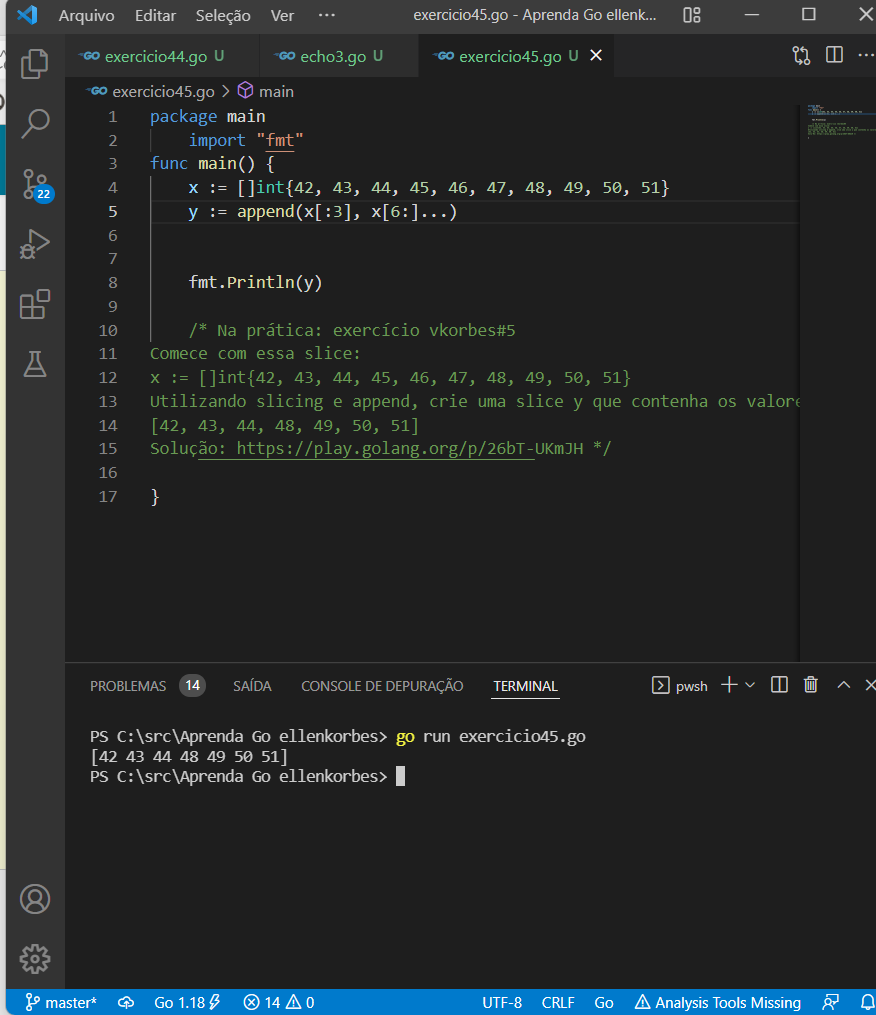 Arquivo Editar Seleção Ver ··· exercicio45.go - Aprenda Go ellenk...
GO exercicio44.go U GO echo3.go U GO exercicio45.go U
GO exercicio45.go > main
1 package main
2 import "fmt"
3 func main() {
4 x := []int{42, 43, 44, 45, 46, 47, 48, 49, 50, 51}
5 y := append(x[:3], x[6:]...)
6
7
8 fmt.Println(y)
9
10 /* Na prática: exercício vkorbes#5
11 Comece com essa slice:
12 x := []int{42, 43, 44, 45, 46, 47, 48, 49, 50, 51}
13 Utilizando slicing e append, crie uma slice y que contenha os valore
14 [42, 43, 44, 48, 49, 50, 51]
15 Solução: https://play.golang.org/p/26bT-UKmJH */
16
17 }
22
PROBLEMAS 14 SAÍDA CONSOLE DE DEPURAÇÃO TERMINAL pwsh
PS C:\src\Aprenda Go ellenkorbes> go run exercicio45.go
[42 43 44 48 49 50 51]
PS C:\src\Aprenda Go ellenkorbes>
master* Go 1.18 14 0 UTF-8 CRLF Go Analysis Tools Missing